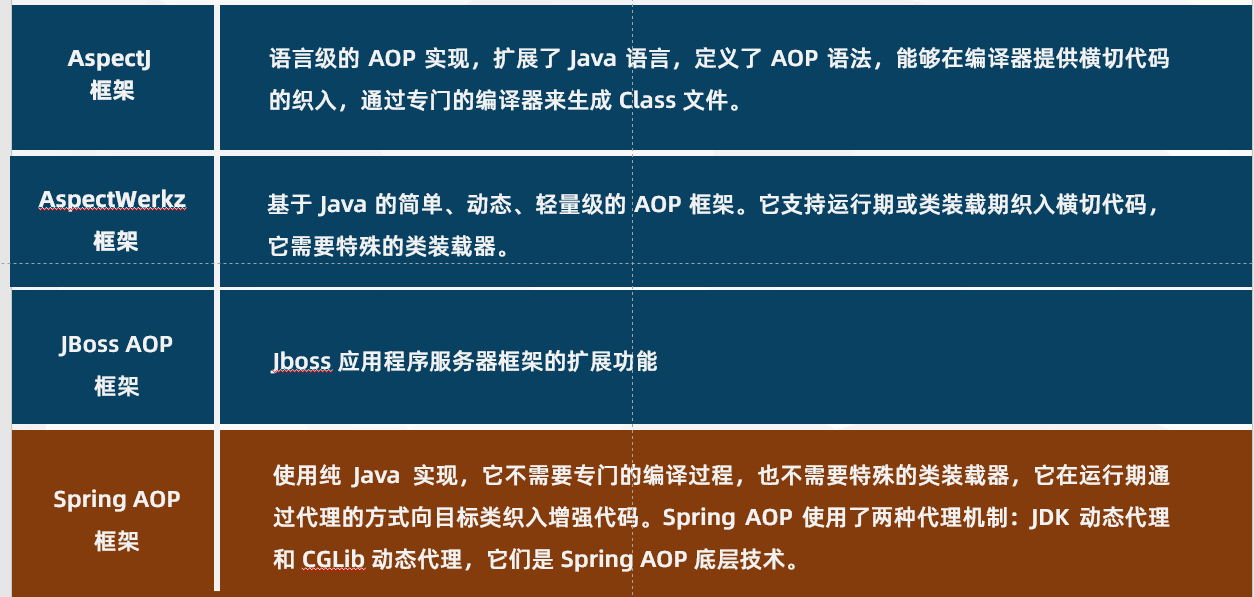 AspectJ
框架
语言级的 AOP 实现，扩展了 Java 语言，定义了 AOP 语法，能够在编译器提供横切代码
的织入，通过专门的编译器来生成 Class 文件。
AspectWerkz
框架
基于 Java 的简单、动态、轻量级的 AOP 框架。它支持运行期或类装载期织入横切代码，
它需要特殊的类装载器。
JBoss AOP
框架
Jboss 应用程序服务器框架的扩展功能
Spring AOP
框架
使用纯 Java 实现，它不需要专门的编译过程，也不需要特殊的类装载器，它在运行期通
过代理的方式向目标类织入增强代码。Spring AOP 使用了两种代理机制：JDK 动态代理
和 CGLib 动态代理，它们是 Spring AOP 底层技术。